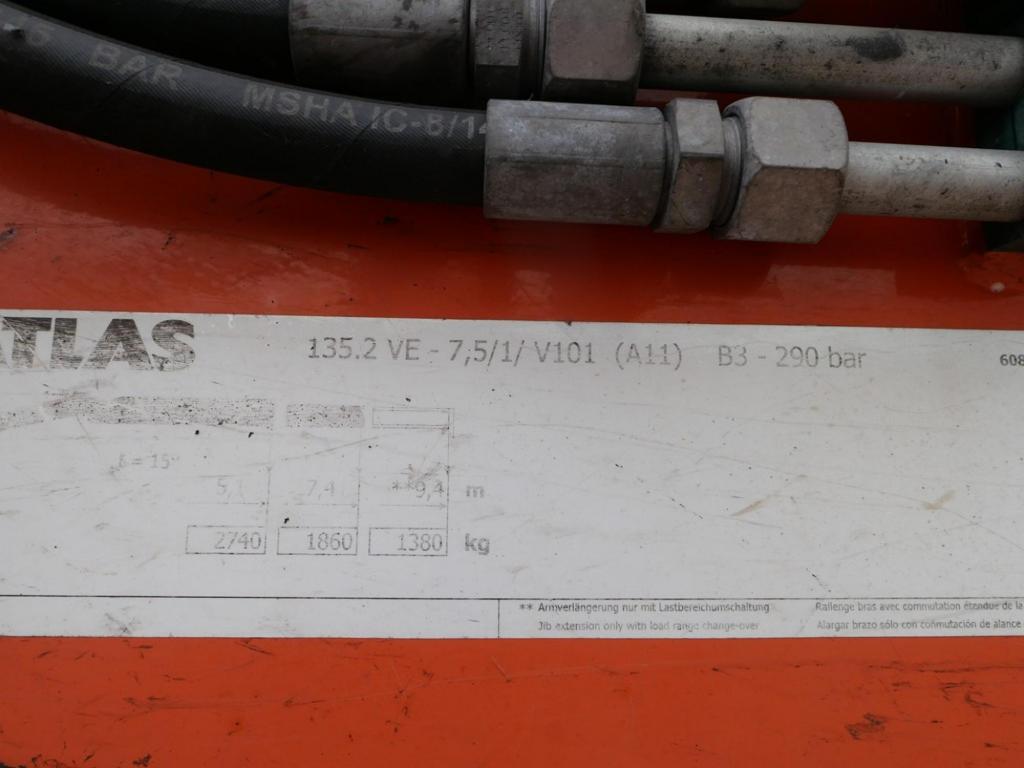 BAR MSHA IC-8/14
ATLAS 135.2 VE - 7,5/1/ V101 (A11) B3 - 290 bar 608
= 15°
5,1 7,4 **9,4 m
2740 1860 1380 kg
** Armverlängerung nur mit Lastbereichumschaltung Rallenge bras avec commutation étendue de la
Jib extension only with load range change-over Alargar brazo sólo con conmutación de alance